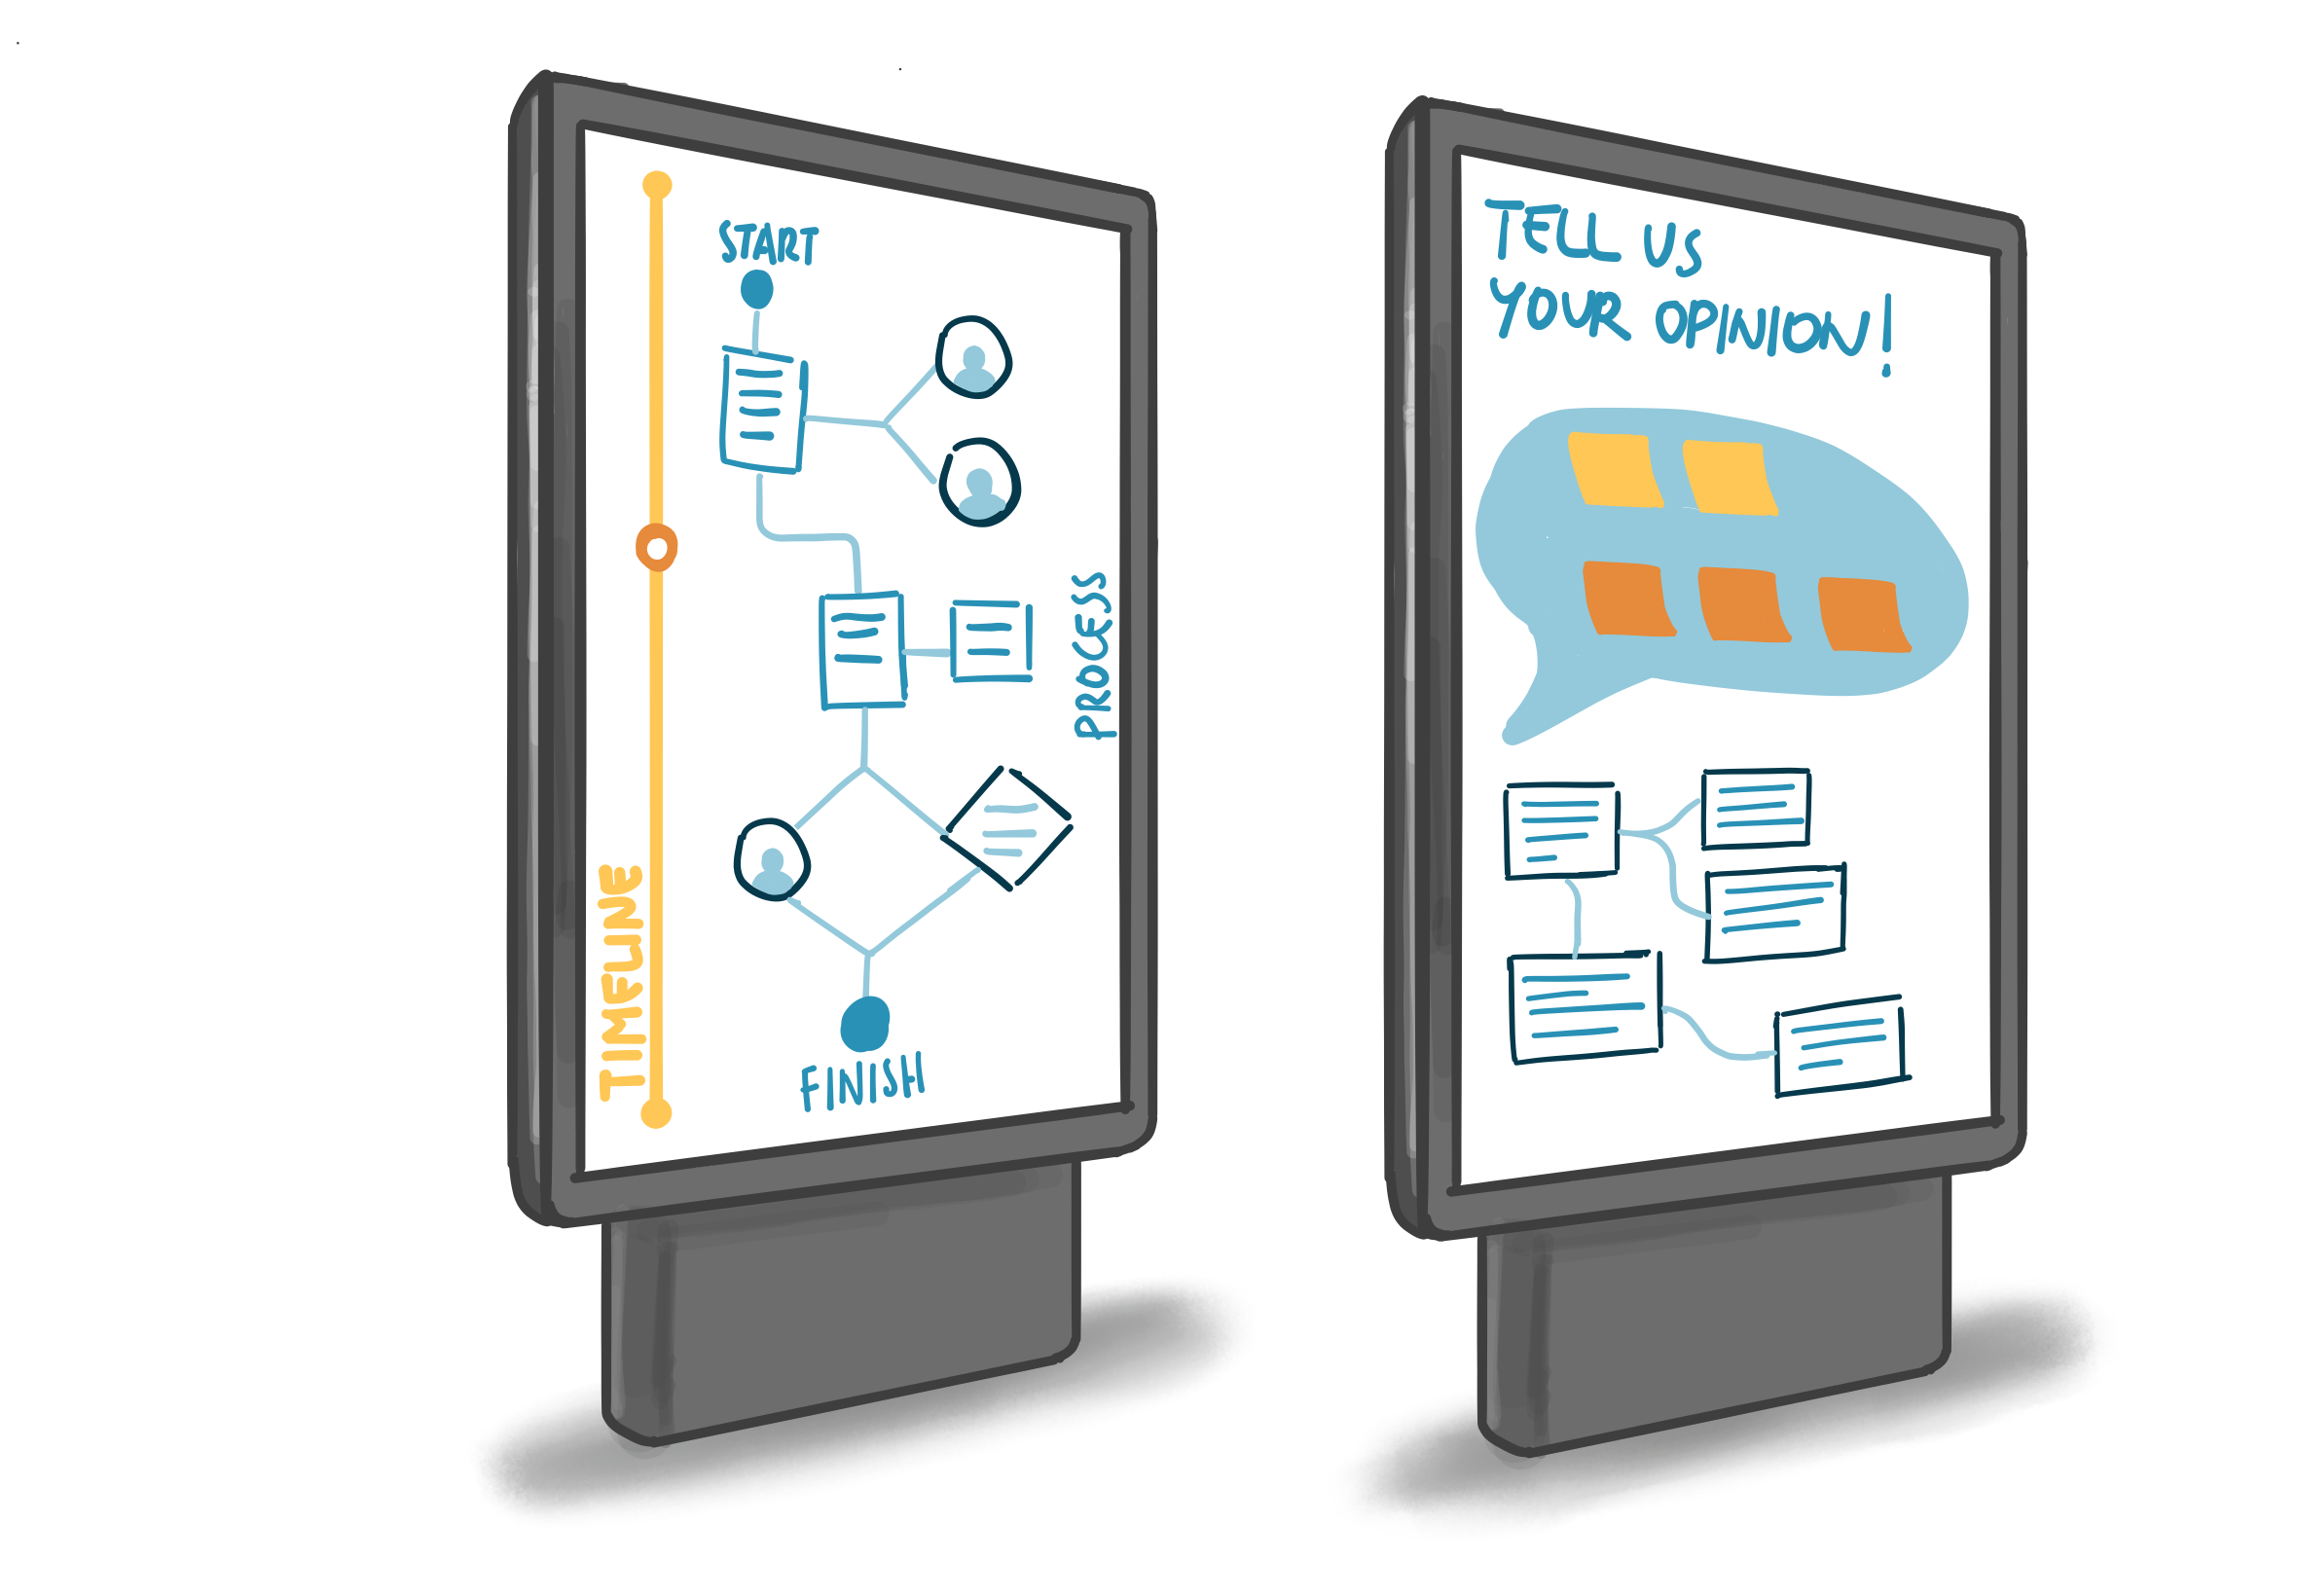 START
PROCESS
TIMELINE
FINISH
TELL US
YOUR OPINION!